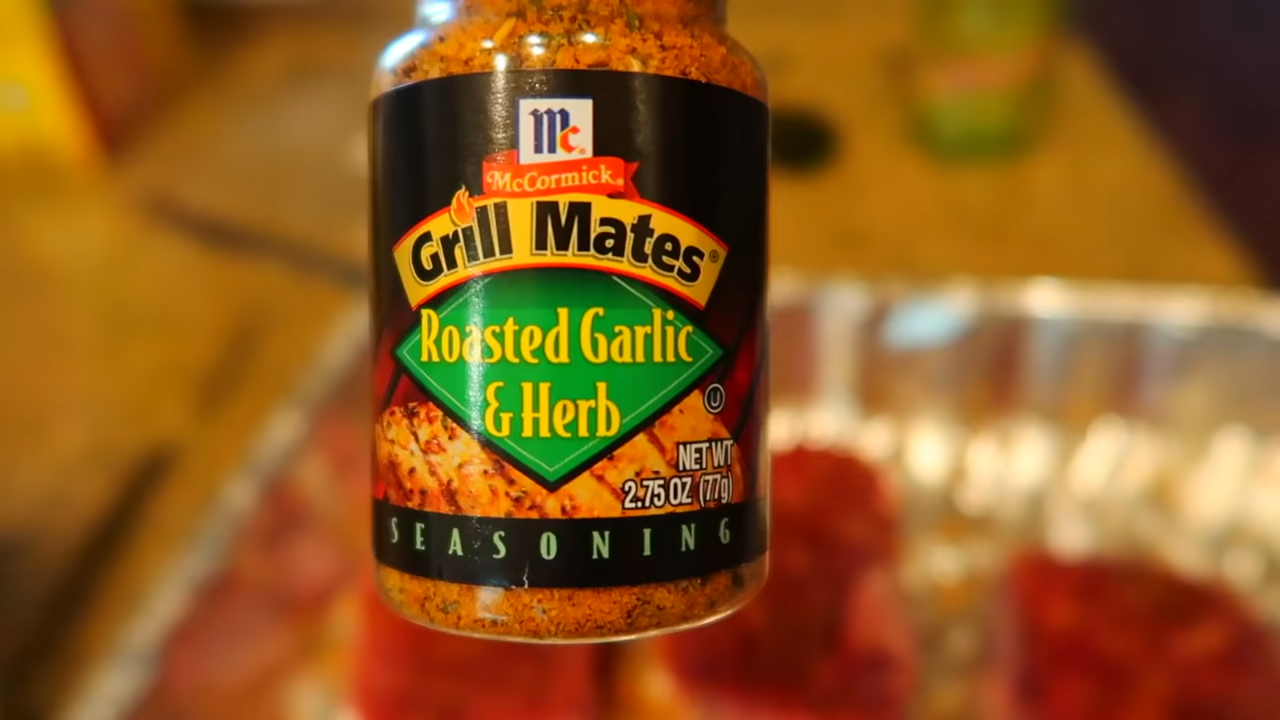 Mc
McCormick®
Grill Mates®
Roasted Garlic
& Herb
U
NET WT
2.75 OZ (77g)
SEASONING